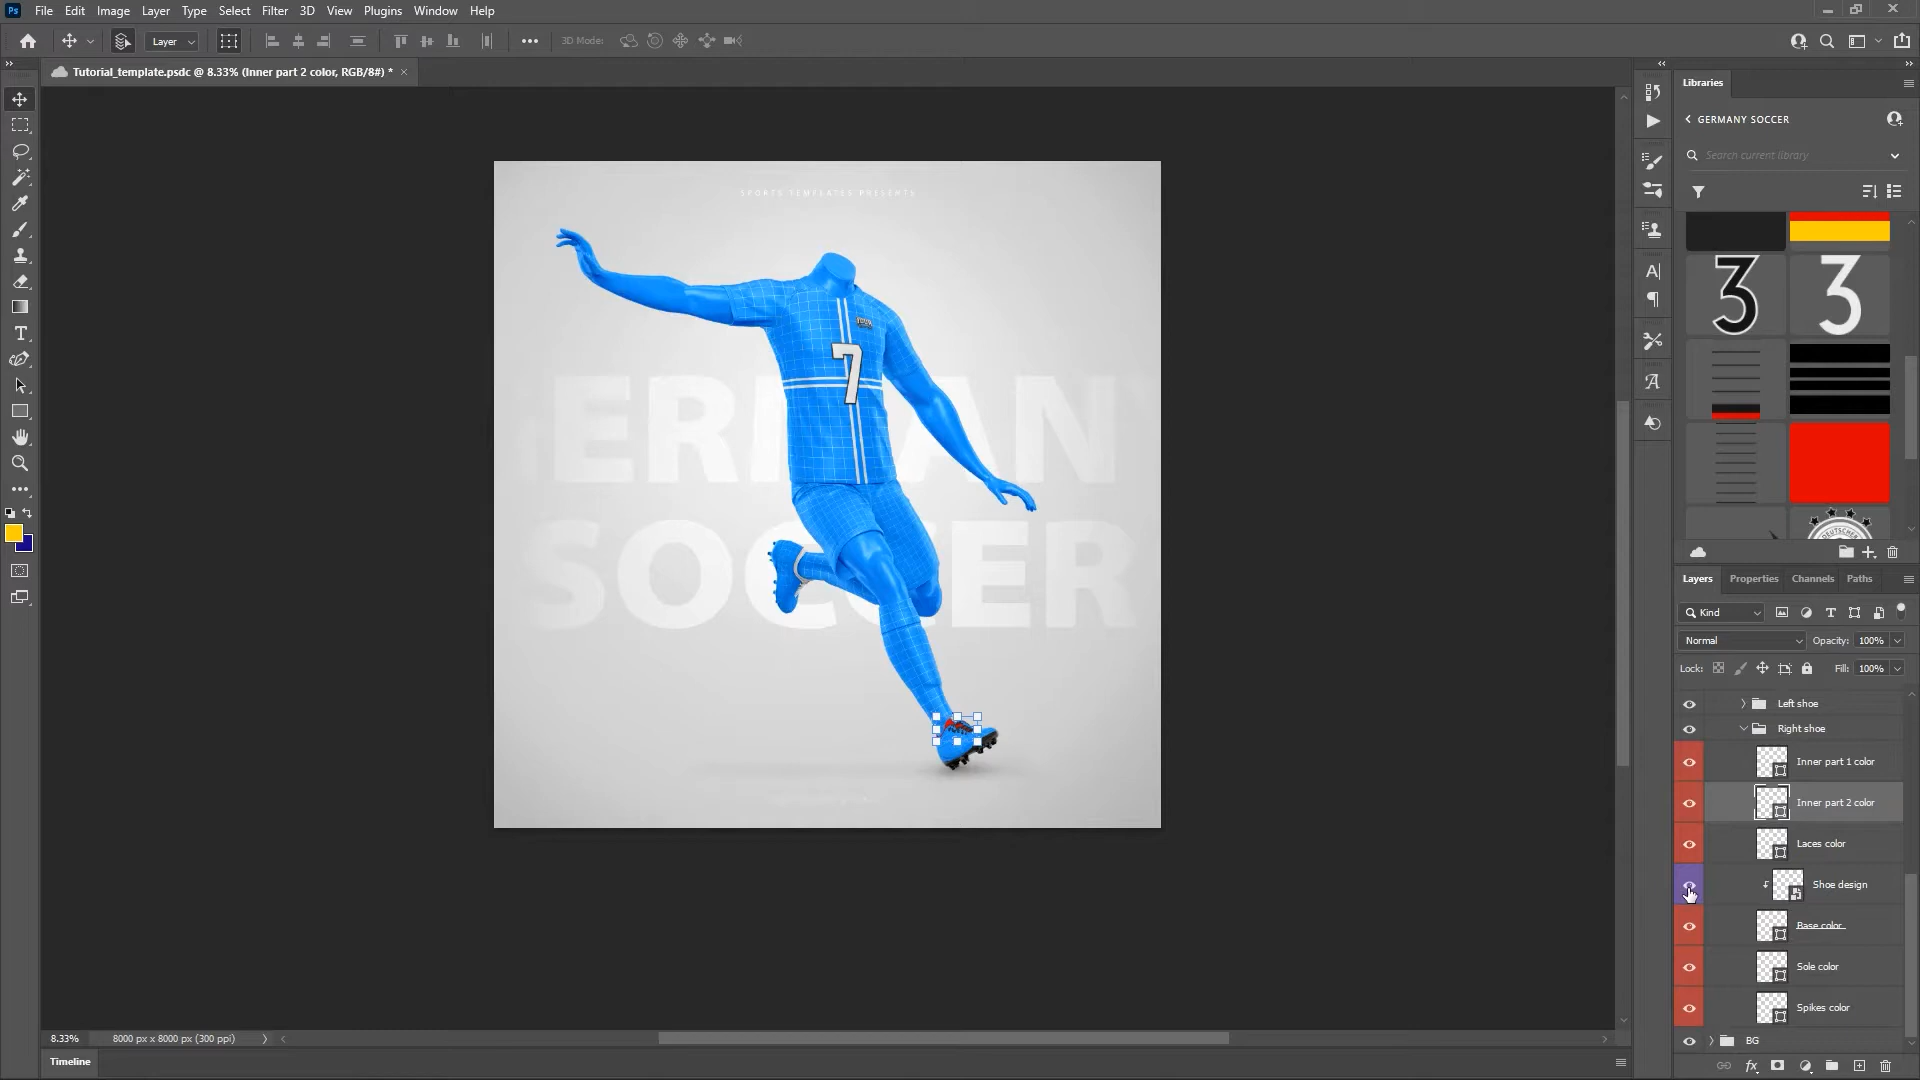 Ps File Edit Image Layer Type Select Filter 3D View Plugins Window Help
Layer 3D Mode:
Tutorial_template.psdc @ 8.33% (Inner part 2 color, RGB/8#) * ×
Libraries
GERMANY SOCCER
Search current library
SPORTS TEMPLATES PRESENTS
3 3
7
ERMAN
SOCCER
Layers Properties Channels Paths
Kind
Normal Opacity: 100%
Lock: Fill: 100%
Left shoe
Right shoe
Inner part 1 color
Inner part 2 color
Laces color
Shoe design
Base color
Sole color
Spikes color
BG
8.33% 8000 px x 8000 px (300 ppi)
Timeline